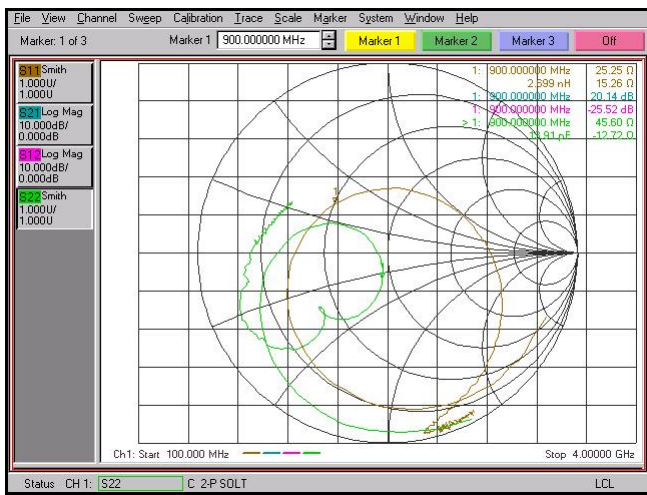 File View Channel Sweep Calibration Trace Scale Marker System Window Help
Marker: 1 of 3 Marker 1 900.000000 MHz Marker 1 Marker 2 Marker 3 Off
S11 Smith
1.000U/
1.000U
S21 Log Mag
10.000dB/
0.000dB
S12 Log Mag
10.000dB/
0.000dB
S22 Smith
1.000U/
1.000U
1: 900.000000 MHz 25.25 Ω
2.699 nH 15.26 Ω
1: 900.000000 MHz 20.14 dB
1: 900.000000 MHz -25.52 dB
> 1: 900.000000 MHz 45.60 Ω
13.91 pF -12.72 Ω
1
Ch1: Start 100.000 MHz Stop 4.00000 GHz
Status CH 1: S22 C 2-P SOLT LCL